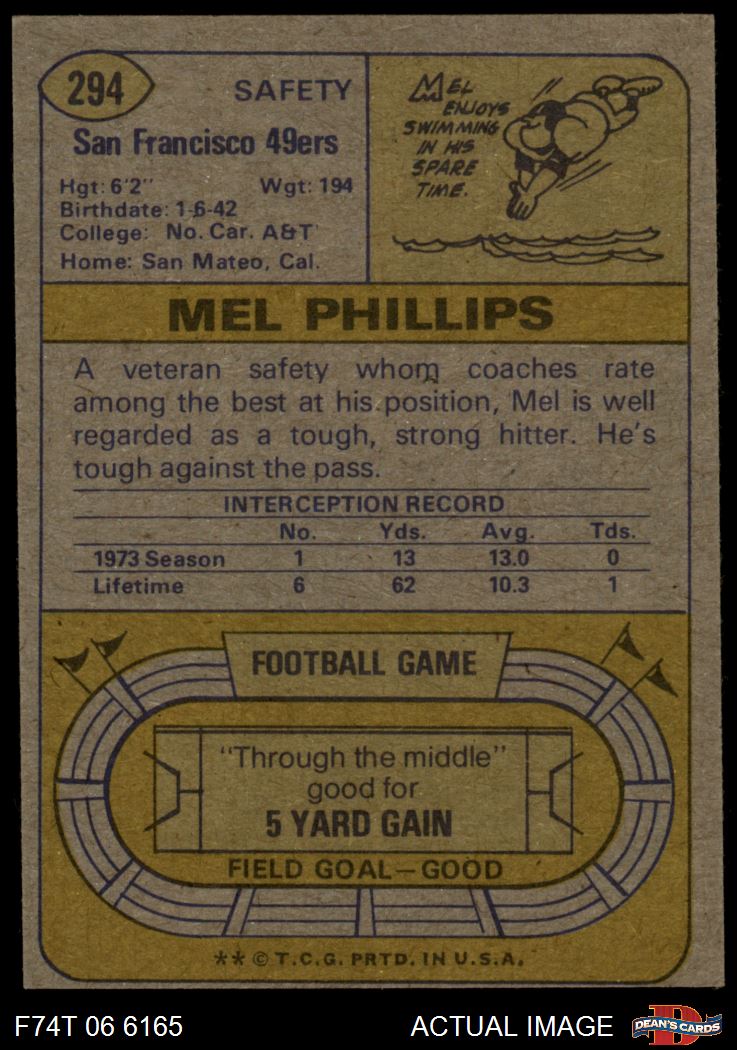 294
SAFETY
San Francisco 49ers
Hgt: 6'2" Wgt: 194
Birthdate: 1-6-42
College: No. Car. A&T
Home: San Mateo, Cal.
MEL
ENJOYS
SWIMMING
IN HIS
SPARE
TIME.
MEL PHILLIPS
A veteran safety whom coaches rate
among the best at his position, Mel is well
regarded as a tough, strong hitter. He's
tough against the pass.
INTERCEPTION RECORD
No. Yds. Avg. Tds.
1973 Season 1 13 13.0 0
Lifetime 6 62 10.3 1
FOOTBALL GAME
"Through the middle"
good for
5 YARD GAIN
FIELD GOAL—GOOD
** © T.C.G. PRTD. IN U.S.A.
F74T 06 6165 ACTUAL IMAGE
DEAN'S CARDS